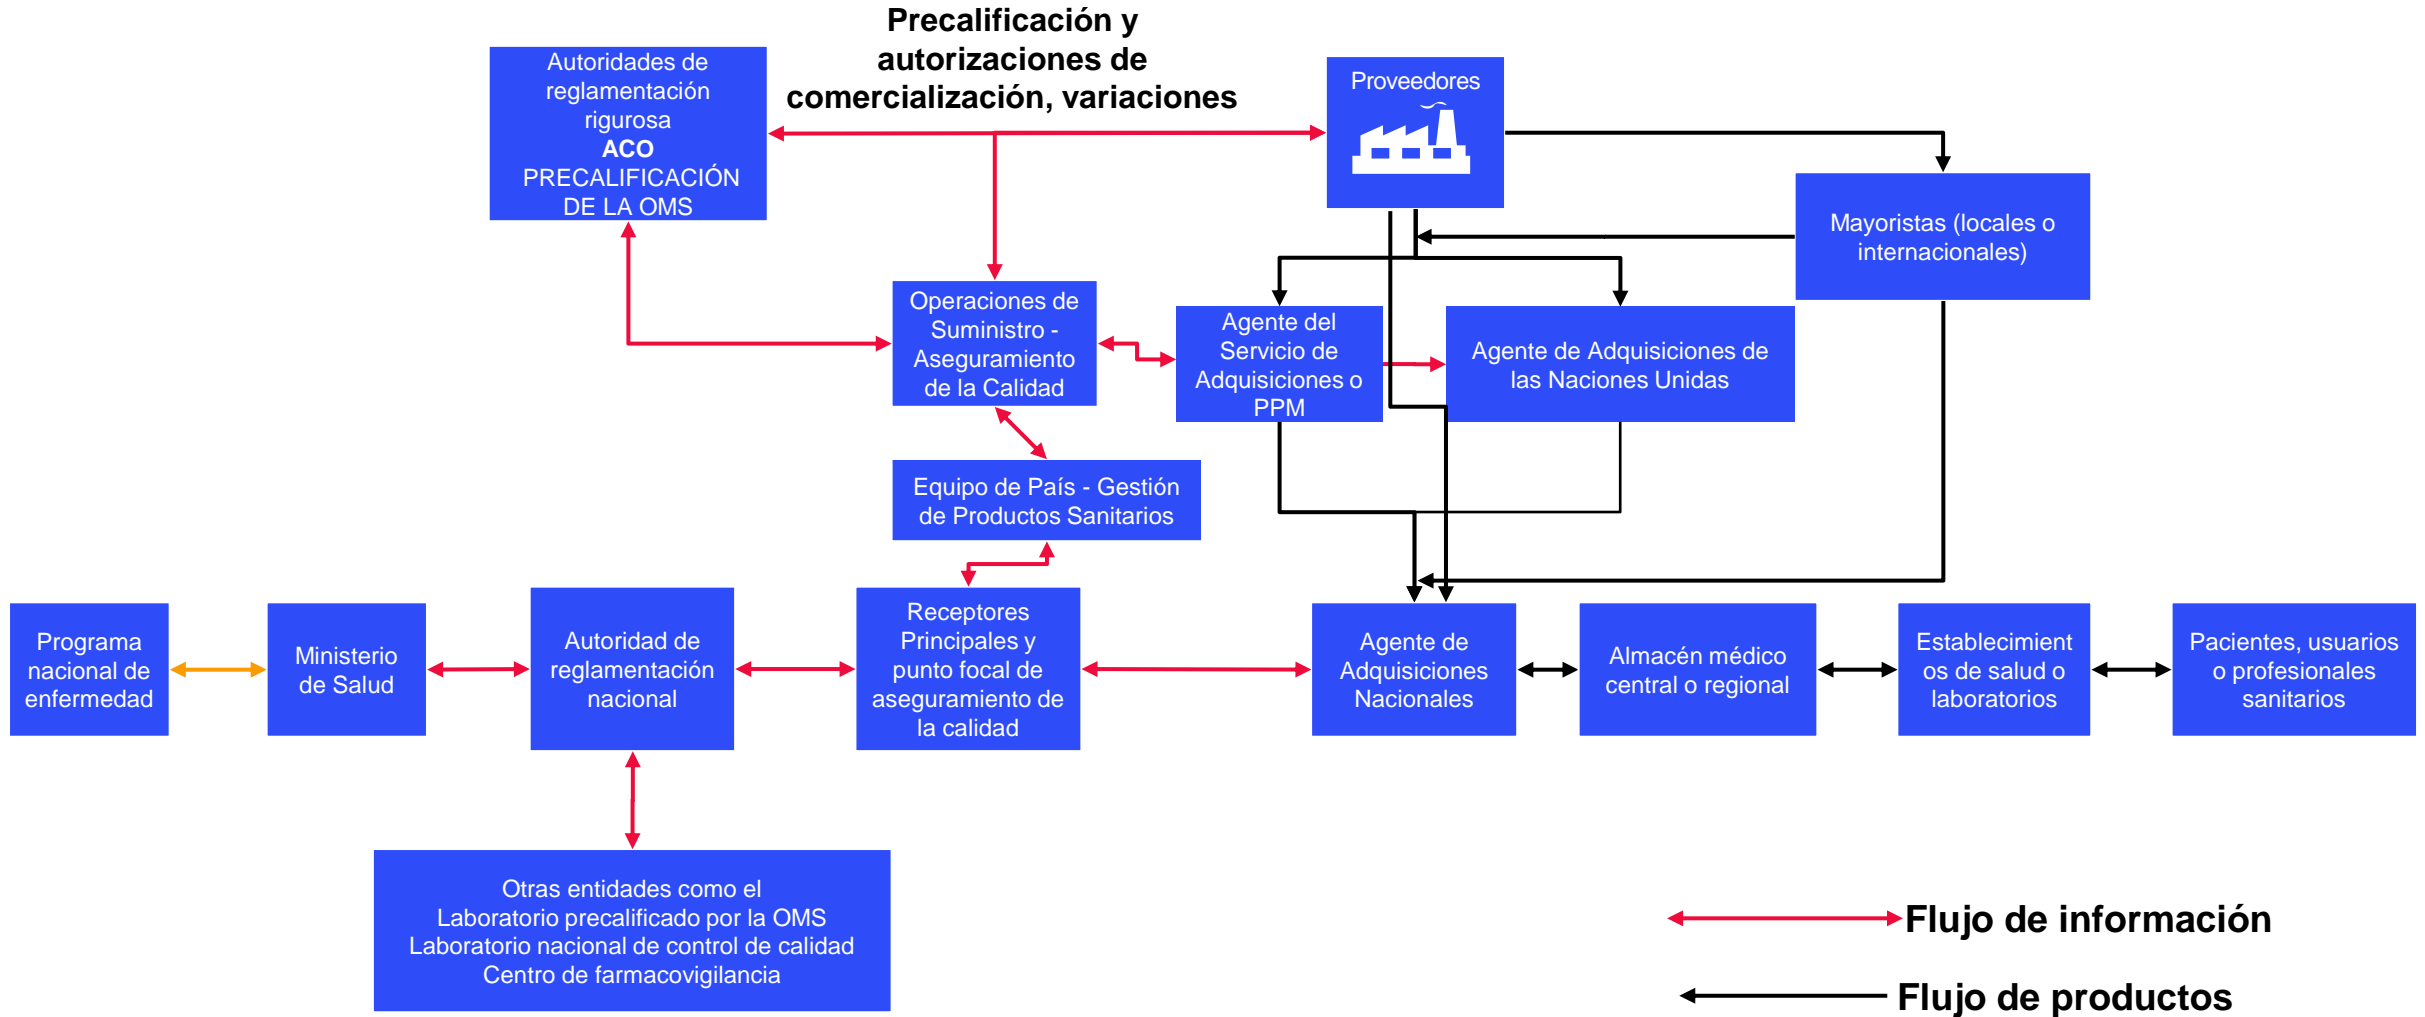 Precalificación y
autorizaciones de
comercialización, variaciones
Autoridades de
reglamentación
rigurosa
ACO
PRECALIFICACIÓN
DE LA OMS
Proveedores
Mayoristas (locales o
internacionales)
Operaciones de
Suministro -
Aseguramiento
de la Calidad
Agente del
Servicio de
Adquisiciones o
PPM
Agente de Adquisiciones de
las Naciones Unidas
Equipo de País - Gestión
de Productos Sanitarios
Programa
nacional de
enfermedad
Ministerio
de Salud
Autoridad de
reglamentación
nacional
Receptores
Principales y
punto focal de
aseguramiento de
la calidad
Agente de
Adquisiciones
Nacionales
Almacén médico
central o regional
Establecimient
os de salud o
laboratorios
Pacientes, usuarios
o profesionales
sanitarios
Otras entidades como el
Laboratorio precalificado por la OMS
Laboratorio nacional de control de calidad
Centro de farmacovigilancia
Flujo de información
Flujo de productos